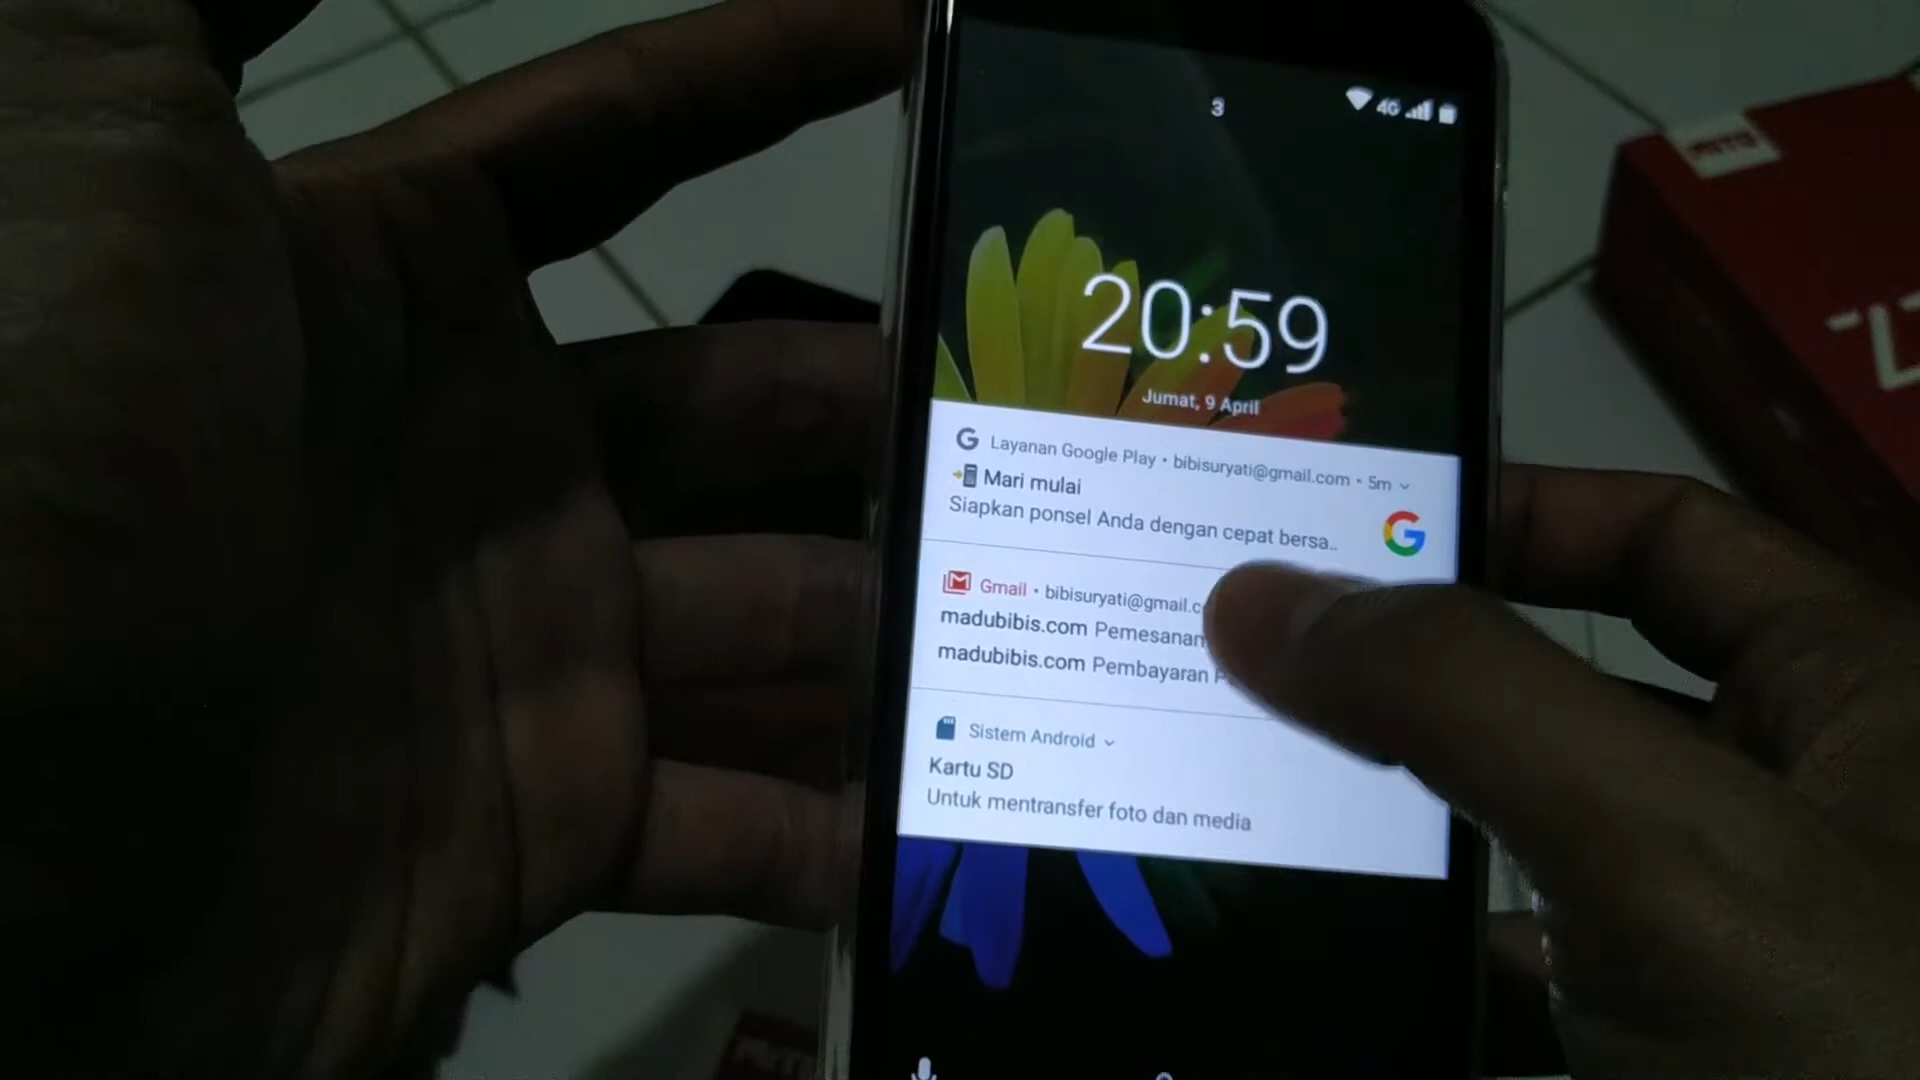 3
4G
20:59
Jumat, 9 April
Layanan Google Play • bibisuryati@gmail.com • 5m
Mari mulai
Siapkan ponsel Anda dengan cepat bersa..
Gmail • bibisuryati@gmail.c
madubibis.com Pemesanan
madubibis.com Pembayaran P
Sistem Android
Kartu SD
Untuk mentransfer foto dan media
MITO